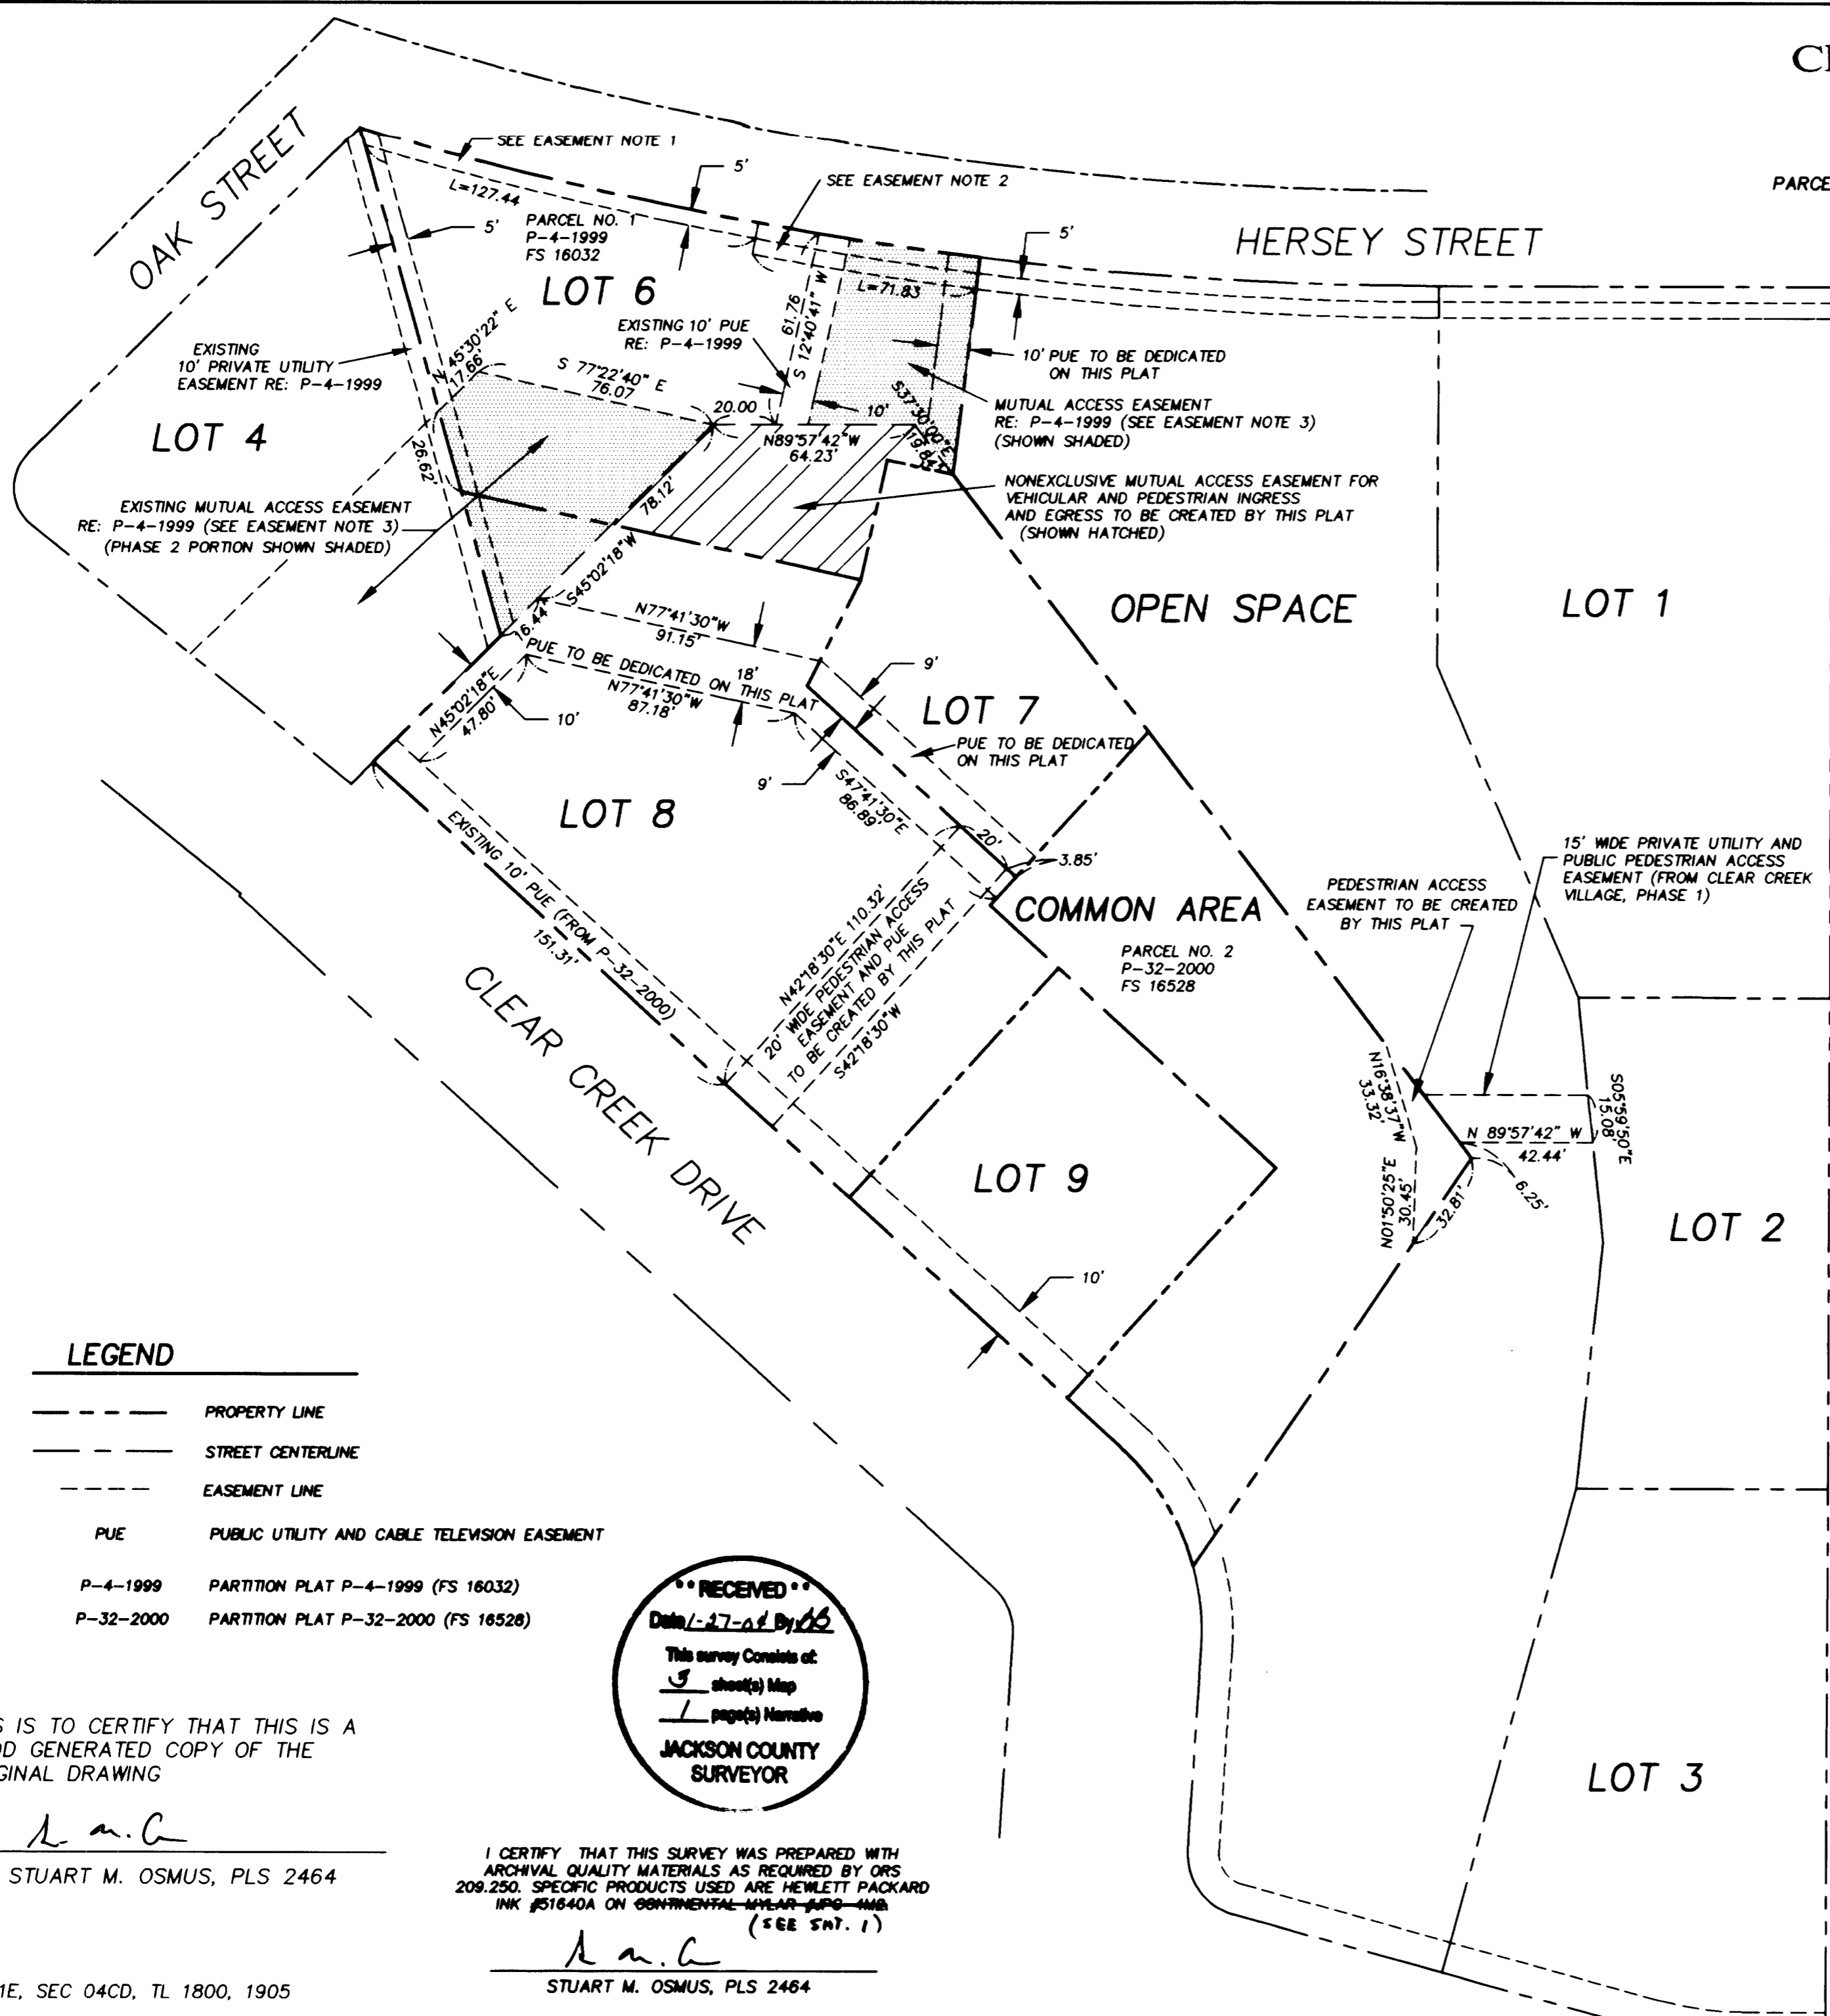 Cl
PARCE
OAK STREET
HERSEY STREET
SEE EASEMENT NOTE 1
5'
SEE EASEMENT NOTE 2
L=127.44
5'
PARCEL NO. 1
P-4-1999
FS 16032
5'
LOT 6
L=71.83
61.76
S 12°40'41" W
EXISTING 10' PUE
RE: P-4-1999
EXISTING
10' PRIVATE UTILITY
EASEMENT RE: P-4-1999
N 45°30'22" E
17.66'
S 77°22'40" E
76.07
20.00
10'
N89°57'42"W
64.23'
S37°30'00"E
19.84'
10' PUE TO BE DEDICATED
ON THIS PLAT
MUTUAL ACCESS EASEMENT
RE: P-4-1999 (SEE EASEMENT NOTE 3)
(SHOWN SHADED)
LOT 4
26.62'
EXISTING MUTUAL ACCESS EASEMENT
RE: P-4-1999 (SEE EASEMENT NOTE 3)
(PHASE 2 PORTION SHOWN SHADED)
78.12'
S45°02'18"W
16.44'
NONEXCLUSIVE MUTUAL ACCESS EASEMENT FOR
VEHICULAR AND PEDESTRIAN INGRESS
AND EGRESS TO BE CREATED BY THIS PLAT
(SHOWN HATCHED)
OPEN SPACE
LOT 1
N77°41'30"W
91.15'
PUE TO BE DEDICATED ON THIS PLAT
18'
N77°41'30"W
87.18'
N45°02'18"E
47.80'
10'
9'
LOT 7
PUE TO BE DEDICATED
ON THIS PLAT
9'
S47°41'30"E
86.89'
LOT 8
20'
3.85'
EXISTING 10' PUE (FROM P-32-2000)
151.31'
N42°18'30"E 110.32'
20' WIDE PEDESTRIAN ACCESS
EASEMENT AND PUE
TO BE CREATED BY THIS PLAT
S42°18'30"W
COMMON AREA
PARCEL NO. 2
P-32-2000
FS 16528
PEDESTRIAN ACCESS
EASEMENT TO BE CREATED
BY THIS PLAT
15' WIDE PRIVATE UTILITY AND
PUBLIC PEDESTRIAN ACCESS
EASEMENT (FROM CLEAR CREEK
VILLAGE, PHASE 1)
CLEAR CREEK DRIVE
N16°38'37"W
33.32'
N 89°57'42" W
42.44'
S05°59'50"E
15.08'
N01°50'25"E
30.45'
32.81'
6.25'
LOT 9
LOT 2
10'
LOT 3
LEGEND
PROPERTY LINE
STREET CENTERLINE
EASEMENT LINE
PUE PUBLIC UTILITY AND CABLE TELEVISION EASEMENT
P-4-1999 PARTITION PLAT P-4-1999 (FS 16032)
P-32-2000 PARTITION PLAT P-32-2000 (FS 16528)
** RECEIVED **
Date 1-27-04 By
This survey Consists of:
3 sheet(s) Map
1 page(s) Narrative
JACKSON COUNTY
SURVEYOR
S IS TO CERTIFY THAT THIS IS A
OD GENERATED COPY OF THE
GINAL DRAWING
STUART M. OSMUS, PLS 2464
I CERTIFY THAT THIS SURVEY WAS PREPARED WITH
ARCHIVAL QUALITY MATERIALS AS REQUIRED BY ORS
209.250. SPECIFIC PRODUCTS USED ARE HEWLETT PACKARD
INK #51640A ON CONTINENTAL MYLAR
(SEE SHT. 1)
STUART M. OSMUS, PLS 2464
1E, SEC 04CD, TL 1800, 1905